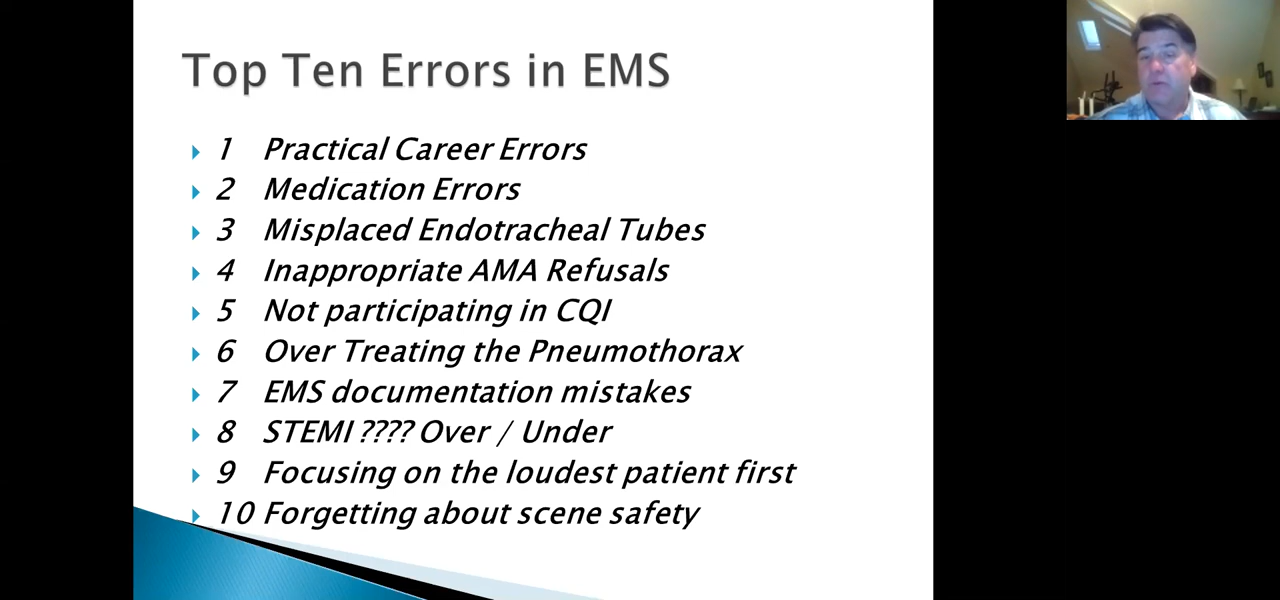 Top Ten Errors in EMS
1 Practical Career Errors
2 Medication Errors
3 Misplaced Endotracheal Tubes
4 Inappropriate AMA Refusals
5 Not participating in CQI
6 Over Treating the Pneumothorax
7 EMS documentation mistakes
8 STEMI ???? Over / Under
9 Focusing on the loudest patient first
10 Forgetting about scene safety